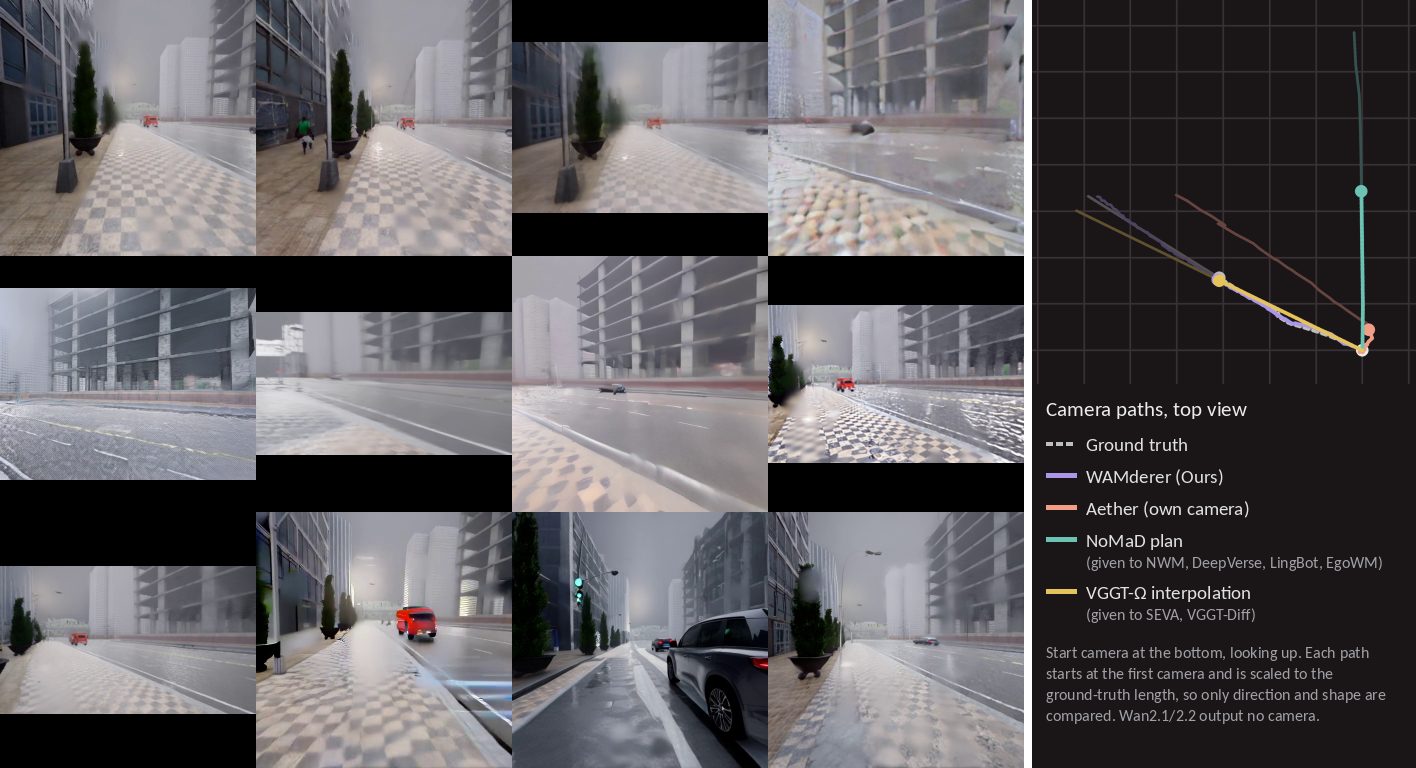 Camera paths, top view
Ground truth
WAMderer (Ours)
Aether (own camera)
NoMaD plan
(given to NWM, DeepVerse, LingBot, EgoWM)
VGGT-Ω interpolation
(given to SEVA, VGGT-Diff)
Start camera at the bottom, looking up. Each path
starts at the first camera and is scaled to the
ground-truth length, so only direction and shape are
compared. Wan2.1/2.2 output no camera.